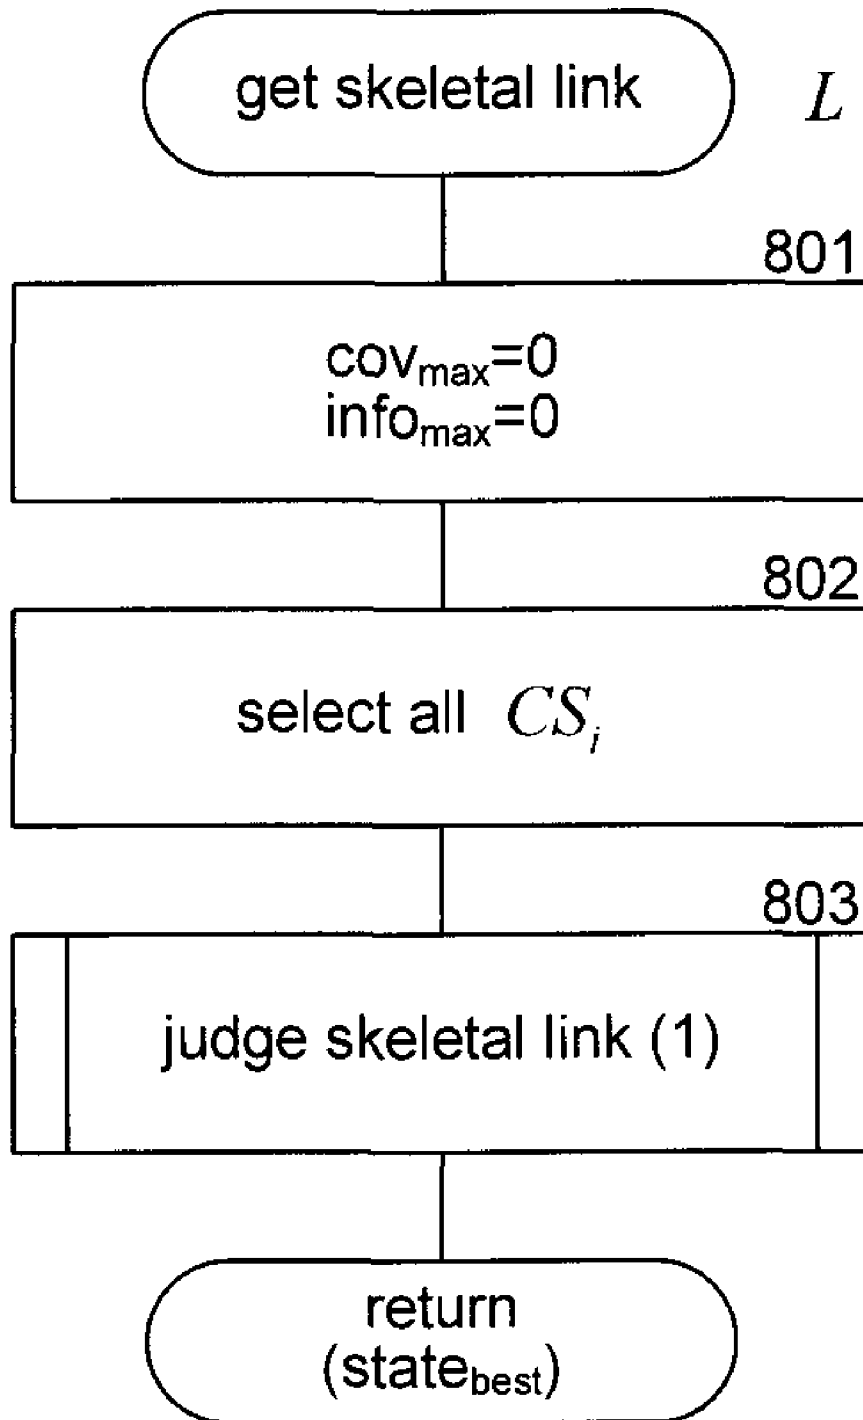 get skeletal link L
801
cov_max=0
info_max=0
802
select all CS_i
803
judge skeletal link (1)
return
(state_best)